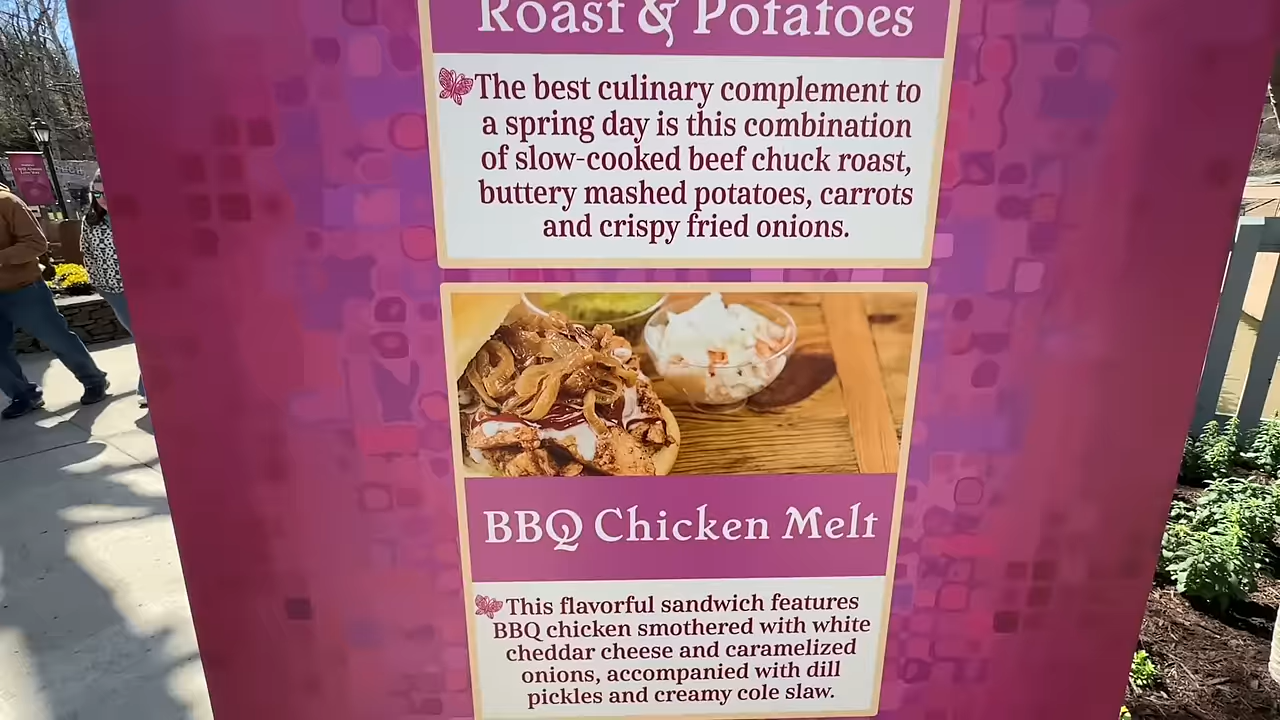 Roast & Potatoes
The best culinary complement to
a spring day is this combination
of slow-cooked beef chuck roast,
buttery mashed potatoes, carrots
and crispy fried onions.
BBQ Chicken Melt
This flavorful sandwich features
BBQ chicken smothered with white
cheddar cheese and caramelized
onions, accompanied with dill
pickles and creamy cole slaw.